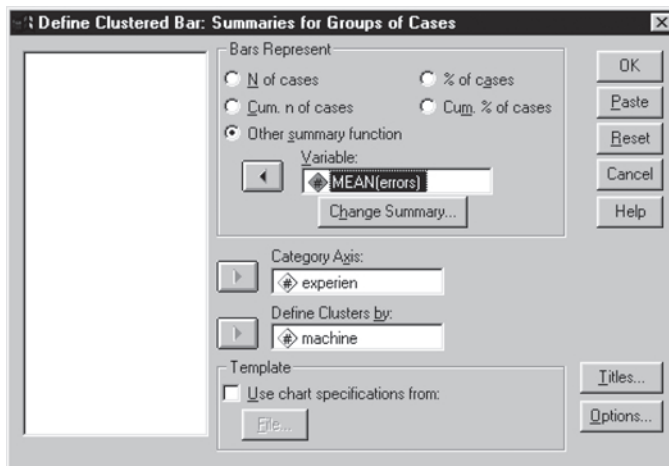 Define Clustered Bar: Summaries for Groups of Cases
Bars Represent
N of cases
% of cases
Cum. n of cases
Cum. % of cases
Other summary function
Variable:
MEAN(errors)
Change Summary...
Category Axis:
experien
Define Clusters by:
machine
Template
Use chart specifications from:
File...
OK
Paste
Reset
Cancel
Help
Titles...
Options...